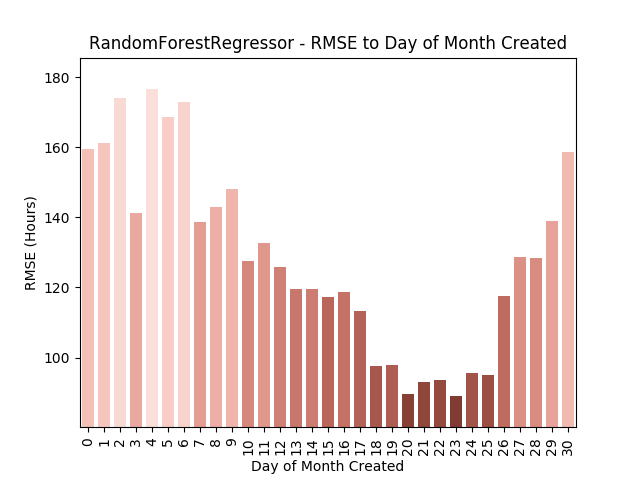 RandomForestRegressor - RMSE to Day of Month Created
180
160
140
120
100
RMSE (Hours)
0 1 2 3 4 5 6 7 8 9 10 11 12 13 14 15 16 17 18 19 20 21 22 23 24 25 26 27 28 29 30
Day of Month Created